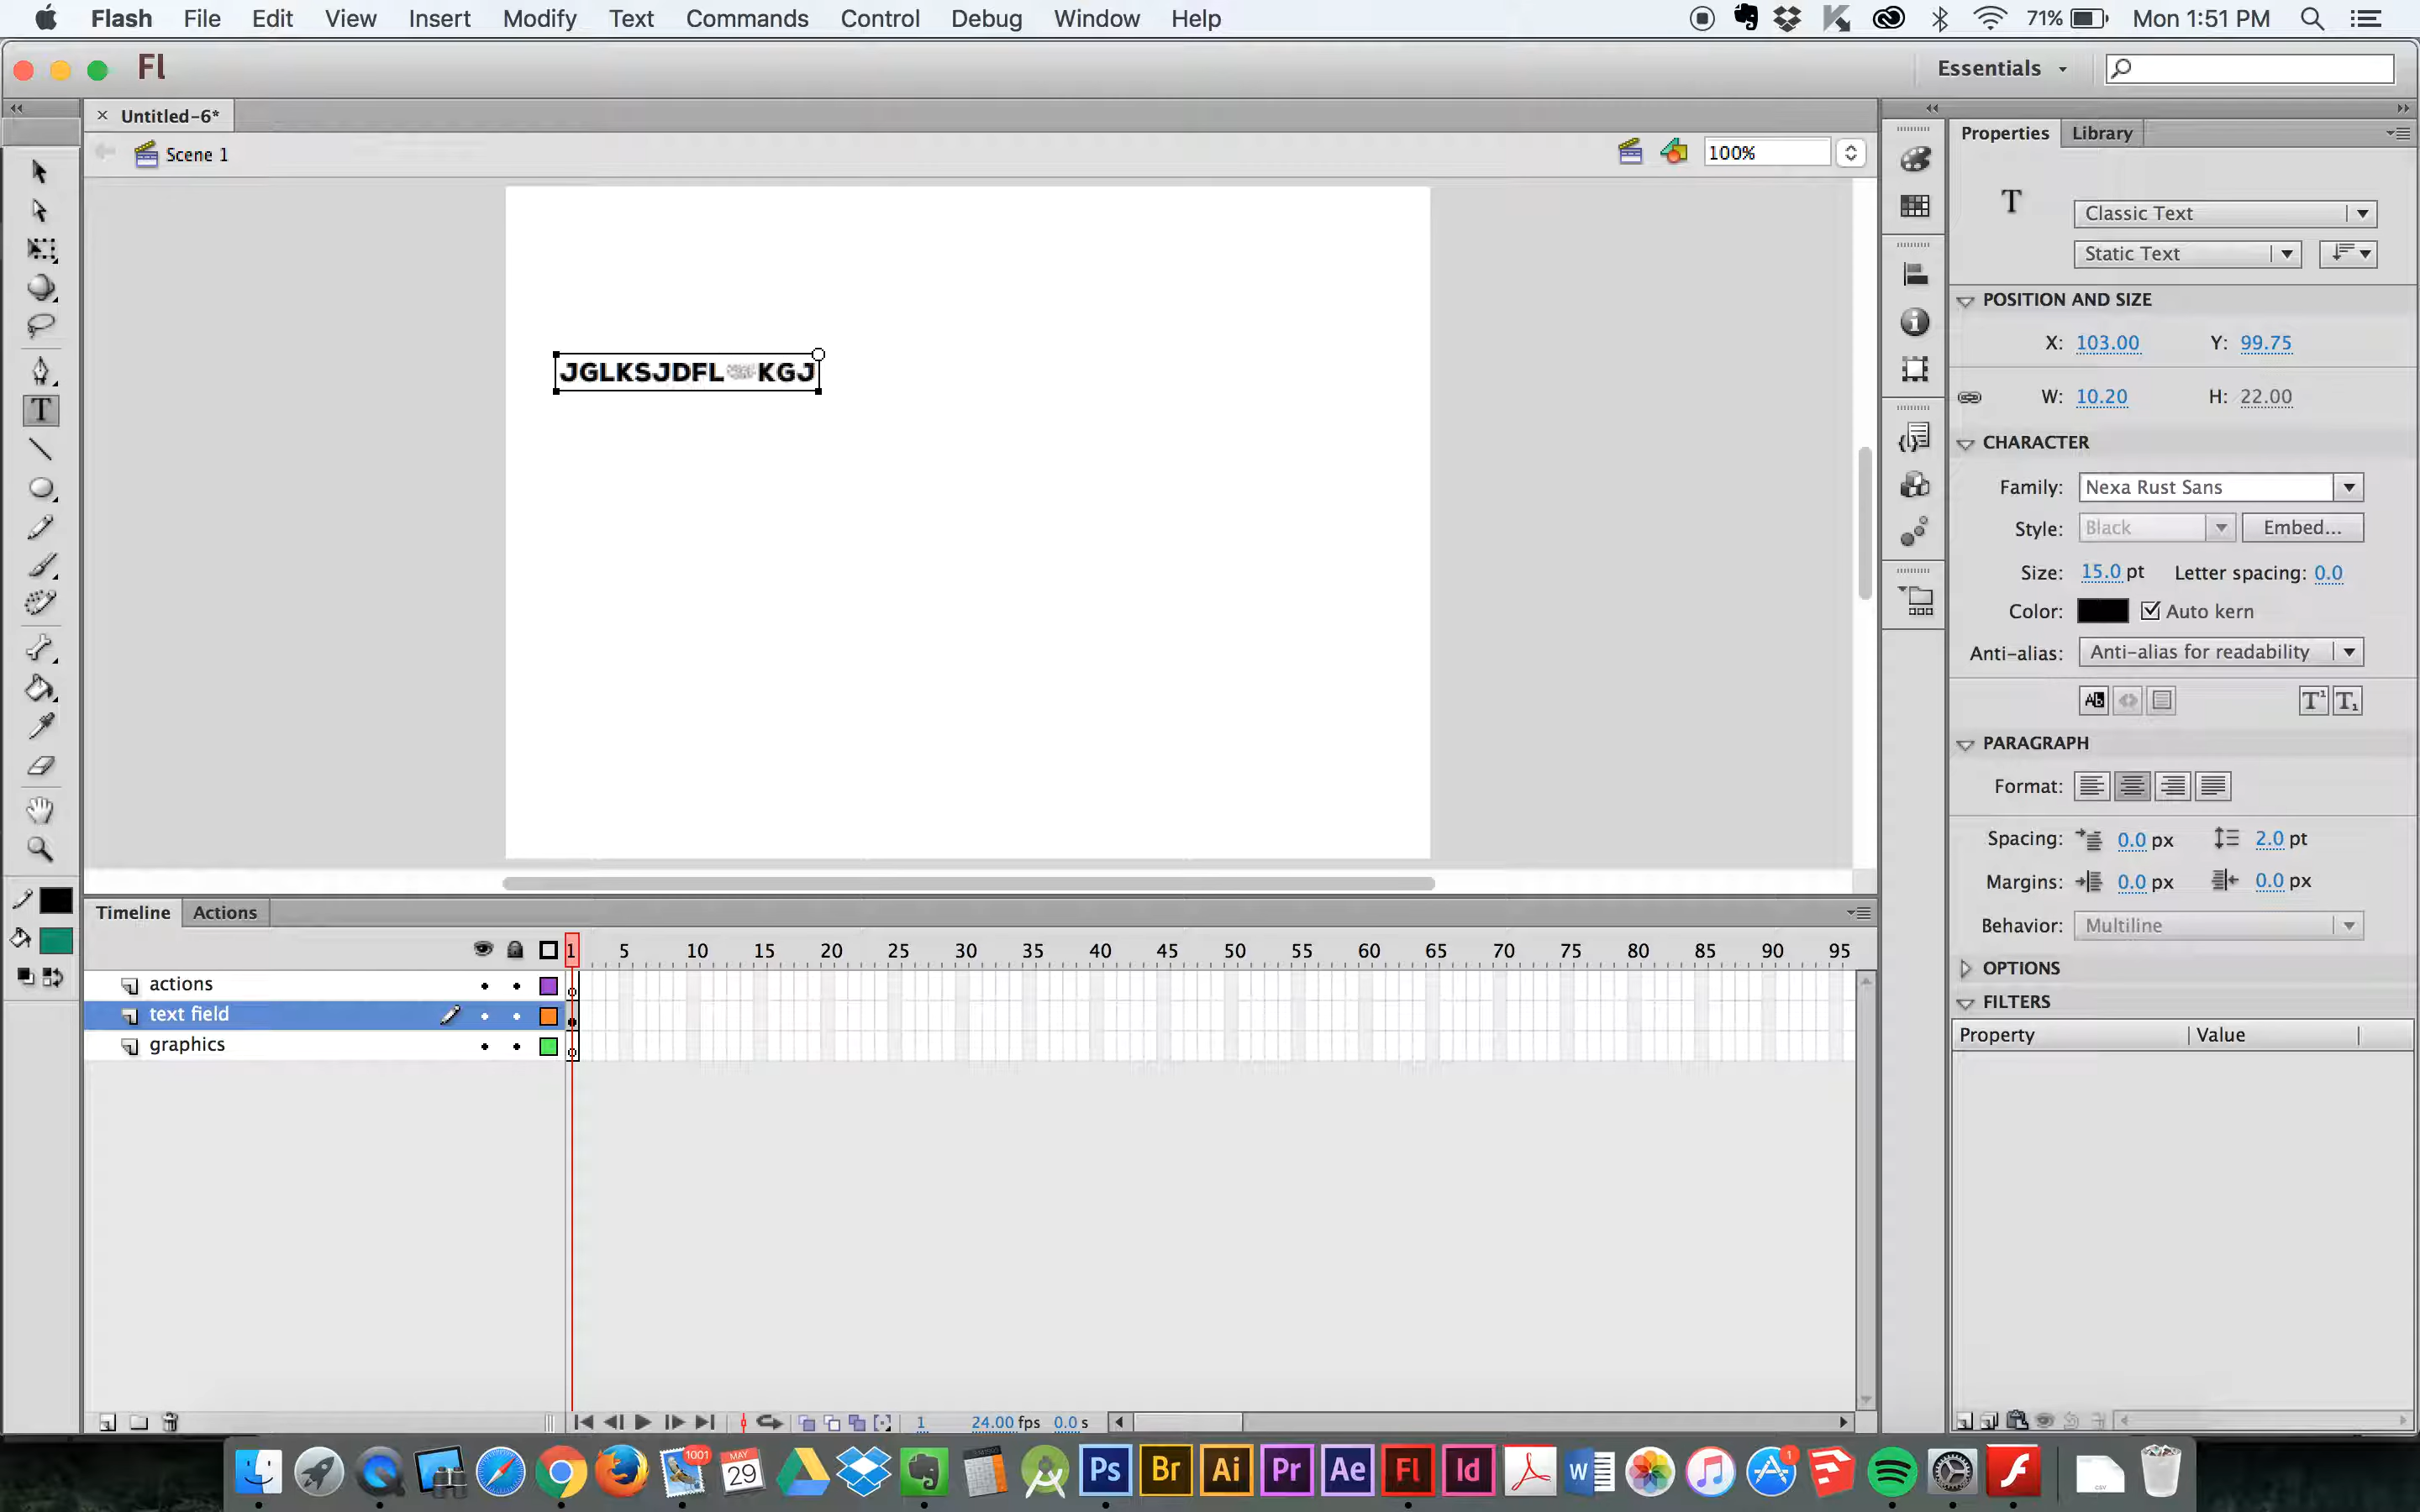 Flash File Edit View Insert Modify Text Commands Control Debug Window Help 71% Mon 1:51 PM
Fl Essentials
Untitled-6*
Scene 1 100%
JGLKSJDFL KGJ
Properties Library
T Classic Text
Static Text
POSITION AND SIZE
X: 103.00 Y: 99.75
W: 10.20 H: 22.00
CHARACTER
Family: Nexa Rust Sans
Style: Black Embed...
Size: 15.0 pt Letter spacing: 0.0
Color: Auto kern
Anti-alias: Anti-alias for readability
PARAGRAPH
Format:
Spacing: 0.0 px 2.0 pt
Margins: 0.0 px 0.0 px
Behavior: Multiline
OPTIONS
FILTERS
Property Value
Timeline Actions
1 5 10 15 20 25 30 35 40 45 50 55 60 65 70 75 80 85 90 95
actions
text field
graphics
1 24.00 fps 0.0 s
1001 MAY 29 Ps Br Ai Pr Ae Fl Id W 1 CSV